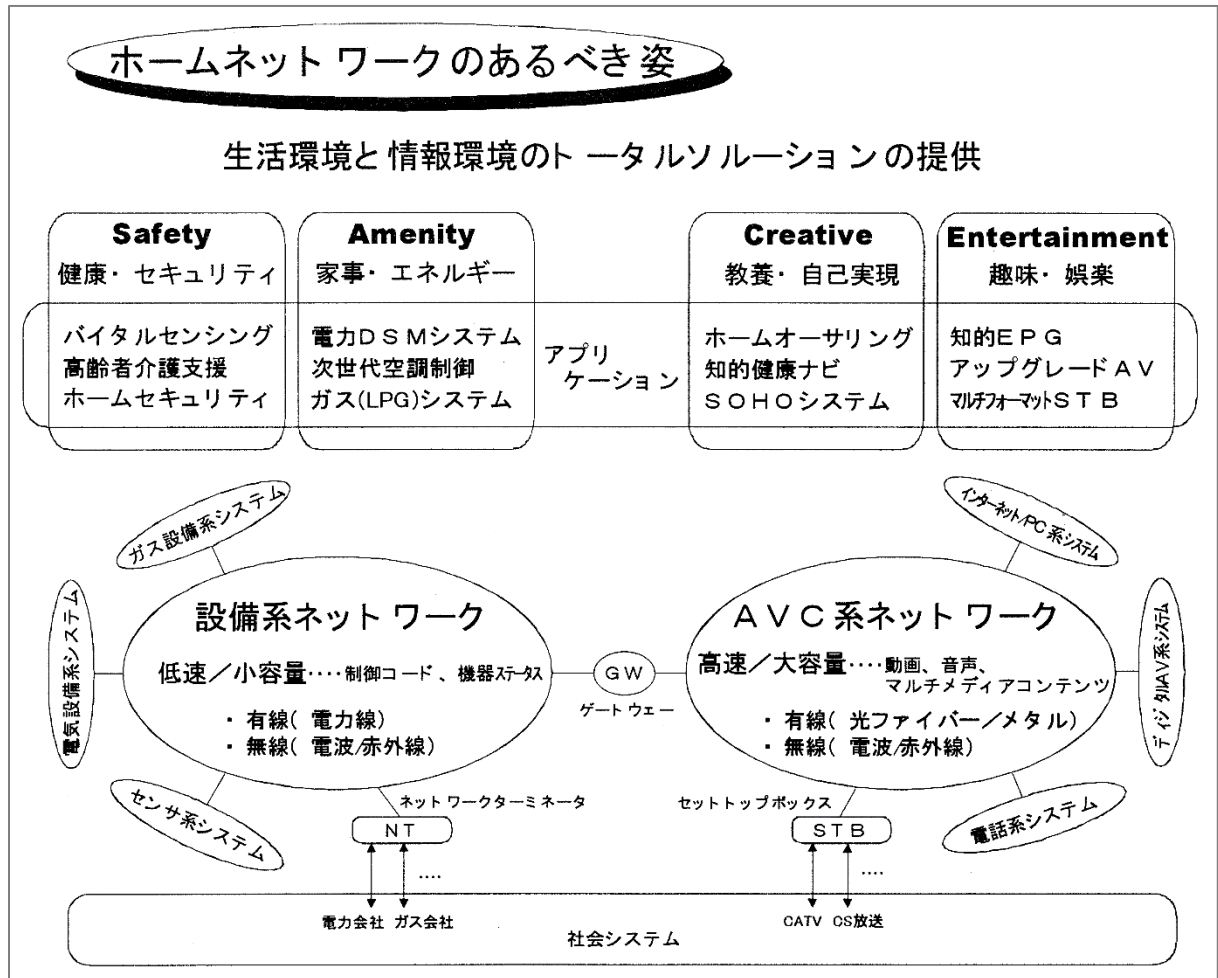 ホームネットワークのあるべき姿
生活環境と情報環境のトータルソルーションの提供
Safety
健康・セキュリティ
バイタルセンシング
高齢者介護支援
ホームセキュリティ
Amenity
家事・エネルギー
電力DSMシステム
次世代空調制御
ガス(LPG)システム
アプリ
ケーション
Creative
教養・自己実現
ホームオーサリング
知的健康ナビ
SOHOシステム
Entertainment
趣味・娯楽
知的EPG
アップグレードAV
マルチフォーマットSTB
ガス設備系システム
電気設備系システム
センサ系システム
設備系ネットワーク
低速／小容量‥‥制御コード、機器ステータス
・有線(電力線)
・無線(電波/赤外線)
GW
ゲートウェー
インターネット/PC系システム
ディジタルAV系システム
電話系システム
AVC系ネットワーク
高速／大容量‥‥動画、音声、
マルチメディアコンテンツ
・有線(光ファイバー／メタル)
・無線(電波/赤外線)
ネットワークターミネータ
NT
‥‥
セットトップボックス
STB
‥‥
電力会社 ガス会社
CATV CS放送
社会システム